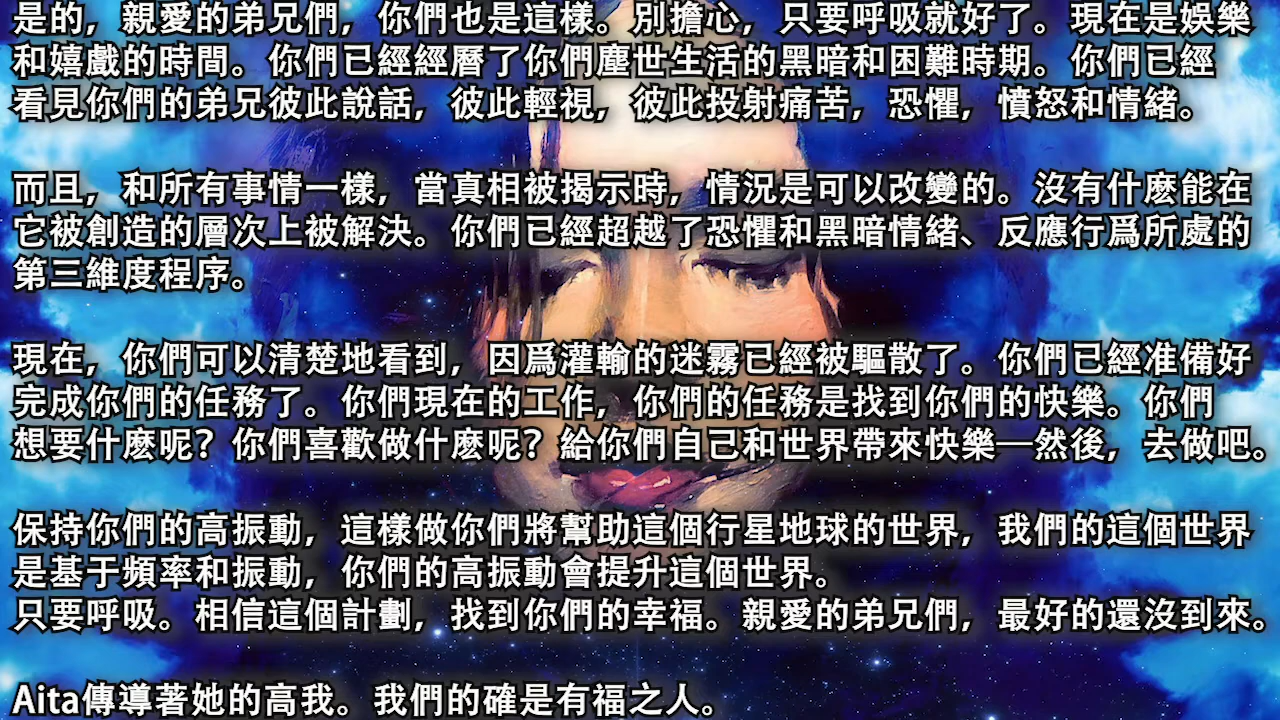 是的，親愛的弟兄們，你們也是這樣。別擔心，只要呼吸就好了。現在是娛樂
和嬉戲的時間。你們已經經曆了你們塵世生活的黑暗和困難時期。你們已經
看見你們的弟兄彼此說話，彼此輕視，彼此投射痛苦，恐懼，憤怒和情緒。
而且，和所有事情一樣，當真相被揭示時，情況是可以改變的。沒有什麽能在
它被創造的層次上被解決。你們已經超越了恐懼和黑暗情緒、反應行爲所處的
第三維度程序。
現在，你們可以清楚地看到，因爲灌輸的迷霧已經被驅散了。你們已經准備好
完成你們的任務了。你們現在的工作，你們的任務是找到你們的快樂。你們
想要什麽呢？你們喜歡做什麽呢？給你們自己和世界帶來快樂—然後，去做吧。
保持你們的高振動，這樣做你們將幫助這個行星地球的世界，我們的這個世界
是基于頻率和振動，你們的高振動會提升這個世界。
只要呼吸。相信這個計劃，找到你們的幸福。親愛的弟兄們，最好的還沒到來。
Aita傳導著她的高我。我們的確是有福之人。